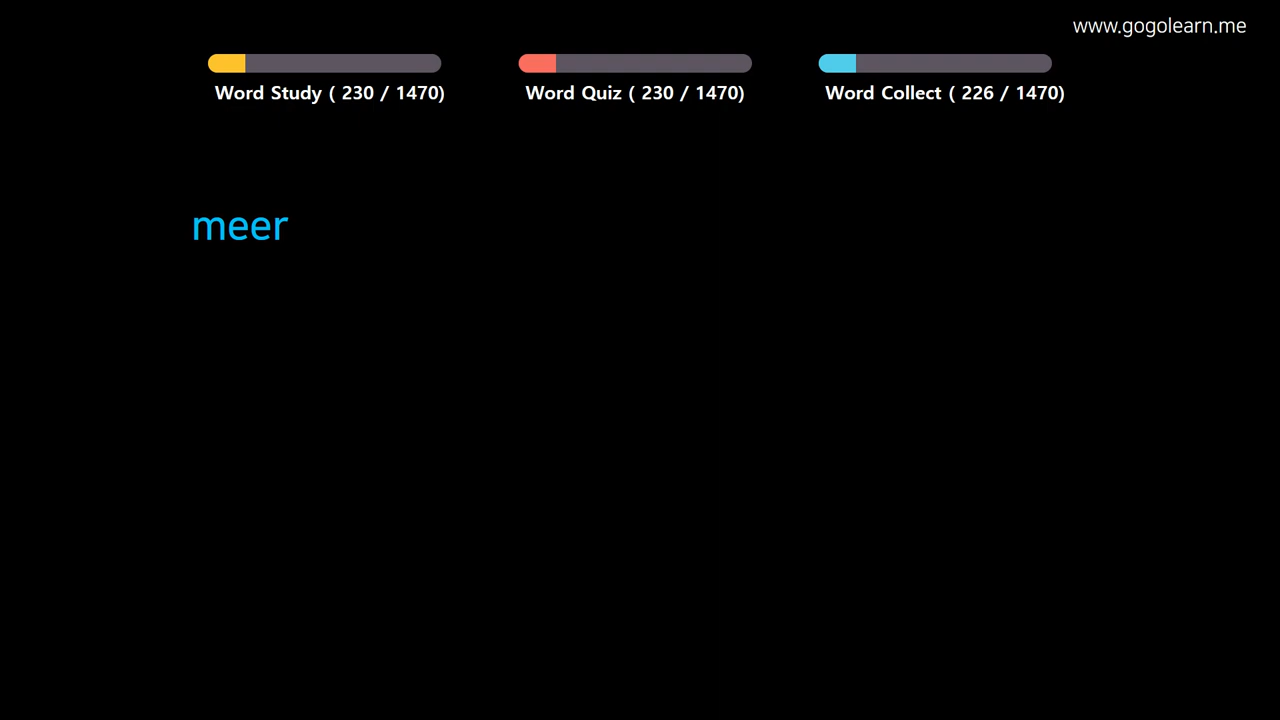 www.gogolearn.me
Word Study ( 230 / 1470)
Word Quiz ( 230 / 1470)
Word Collect ( 226 / 1470)
meer